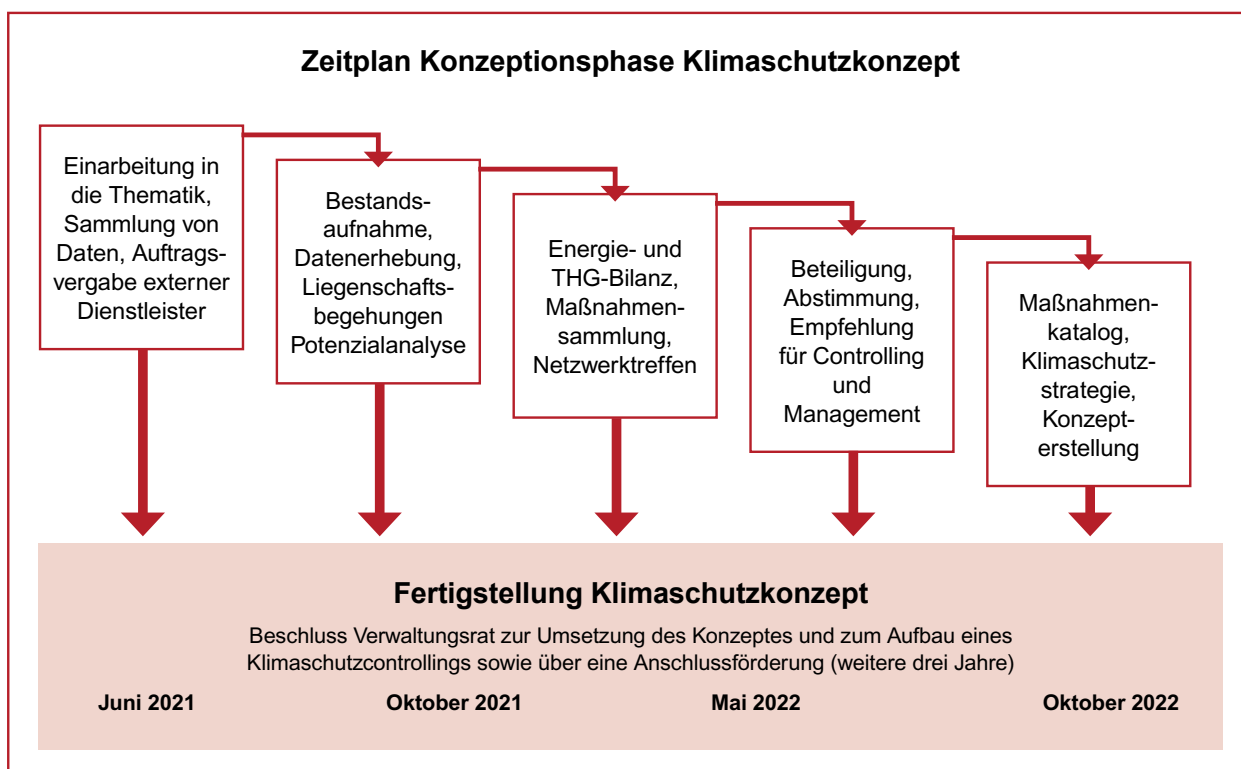 Zeitplan Konzeptionsphase Klimaschutzkonzept
Einarbeitung in
die Thematik,
Sammlung von
Daten, Auftrags-
vergabe externer
Dienstleister
Bestands-
aufnahme,
Datenerhebung,
Liegenschafts-
begehungen
Potenzialanalyse
Energie- und
THG-Bilanz,
Maßnahmen-
sammlung,
Netzwerktreffen
Beteiligung,
Abstimmung,
Empfehlung
für Controlling
und
Management
Maßnahmen-
katalog,
Klimaschutz-
strategie,
Konzept-
erstellung
Fertigstellung Klimaschutzkonzept
Beschluss Verwaltungsrat zur Umsetzung des Konzeptes und zum Aufbau eines
Klimaschutzcontrollings sowie über eine Anschlussförderung (weitere drei Jahre)
Juni 2021 Oktober 2021 Mai 2022 Oktober 2022